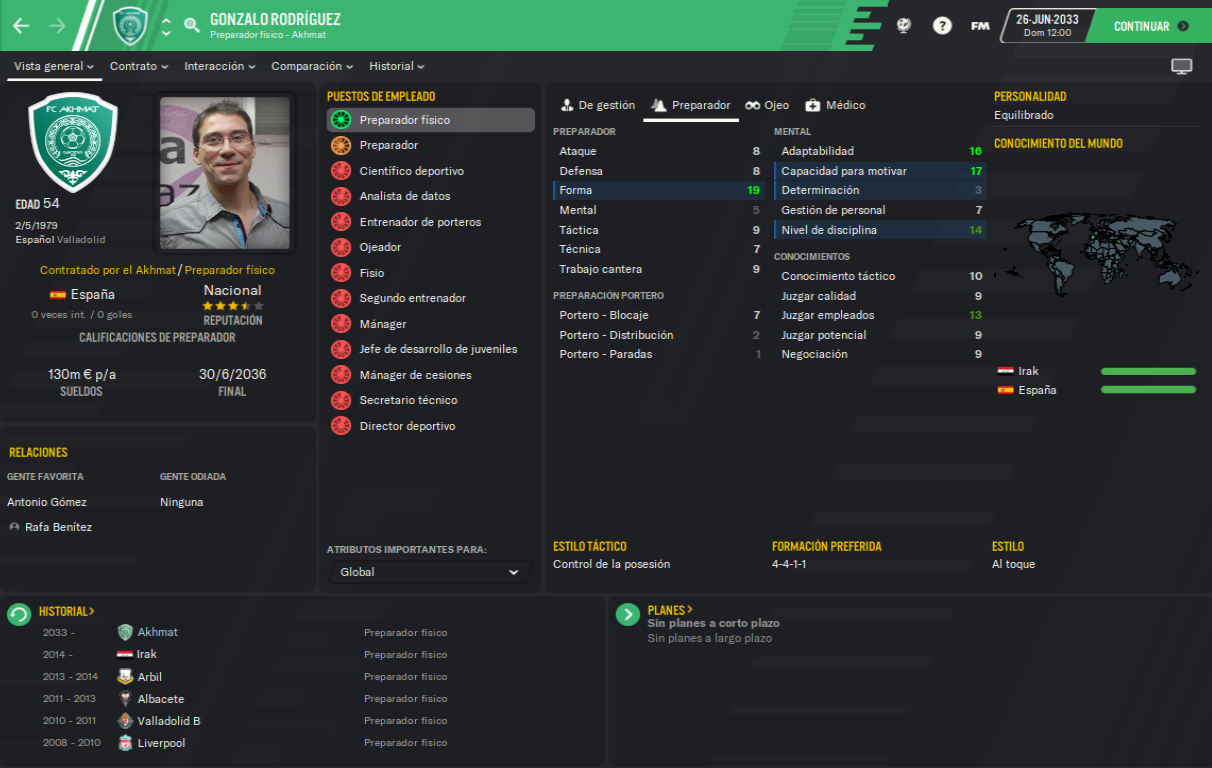 GONZALO RODRÍGUEZ
Preparador físico - Akhmat
?
FM
26-JUN-2033
Dom 12:00
CONTINUAR
Vista general
Contrato
Interacción
Comparación
Historial
FC AKHMAT
EDAD 54
2/5/1979
Español Valladolid
Contratado por el Akhmat / Preparador físico
España
0 veces int. / 0 goles
Nacional
REPUTACIÓN
CALIFICACIONES DE PREPARADOR
130m € p/a
SUELDOS
30/6/2036
FINAL
RELACIONES
GENTE FAVORITA
GENTE ODIADA
Antonio Gómez
Ninguna
Rafa Benítez
PUESTOS DE EMPLEADO
Preparador físico
Preparador
Científico deportivo
Analista de datos
Entrenador de porteros
Ojeador
Fisio
Segundo entrenador
Mánager
Jefe de desarrollo de juveniles
Mánager de cesiones
Secretario técnico
Director deportivo
ATRIBUTOS IMPORTANTES PARA:
Global
De gestión
Preparador
Ojeo
Médico
PREPARADOR
Ataque 8
Defensa 8
Forma 19
Mental 5
Táctica 9
Técnica 7
Trabajo cantera 9
PREPARACIÓN PORTERO
Portero - Blocaje 7
Portero - Distribución 2
Portero - Paradas 1
MENTAL
Adaptabilidad 16
Capacidad para motivar 17
Determinación 3
Gestión de personal 7
Nivel de disciplina 14
CONOCIMIENTOS
Conocimiento táctico 10
Juzgar calidad 9
Juzgar empleados 13
Juzgar potencial 9
Negociación 9
PERSONALIDAD
Equilibrado
CONOCIMIENTO DEL MUNDO
Irak
España
ESTILO TÁCTICO
Control de la posesión
FORMACIÓN PREFERIDA
4-4-1-1
ESTILO
Al toque
HISTORIAL >
2033 - Akhmat Preparador físico
2014 - Irak Preparador físico
2013 - 2014 Arbil Preparador físico
2011 - 2013 Albacete Preparador físico
2010 - 2011 Valladolid B Preparador físico
2008 - 2010 Liverpool Preparador físico
PLANES >
Sin planes a corto plazo
Sin planes a largo plazo